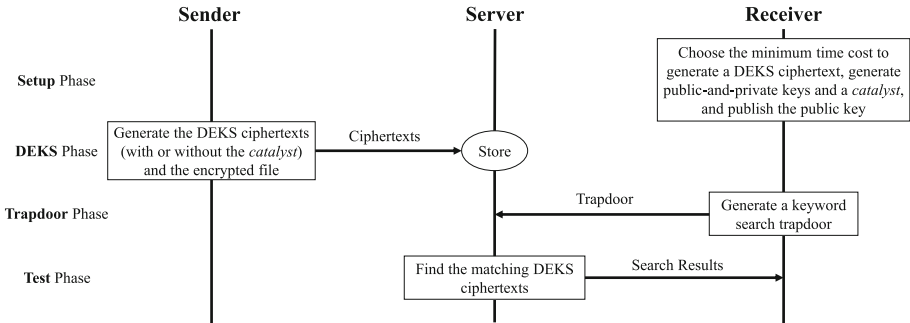 Sender Server Receiver
Setup Phase
Choose the minimum time cost to
generate a DEKS ciphertext, generate
public-and-private keys and a catalyst,
and publish the public key
DEKS Phase
Generate the DEKS ciphertexts
(with or without the catalyst)
and the encrypted file
Ciphertexts
Store
Trapdoor Phase
Trapdoor
Generate a keyword
search trapdoor
Test Phase
Find the matching DEKS
ciphertexts
Search Results